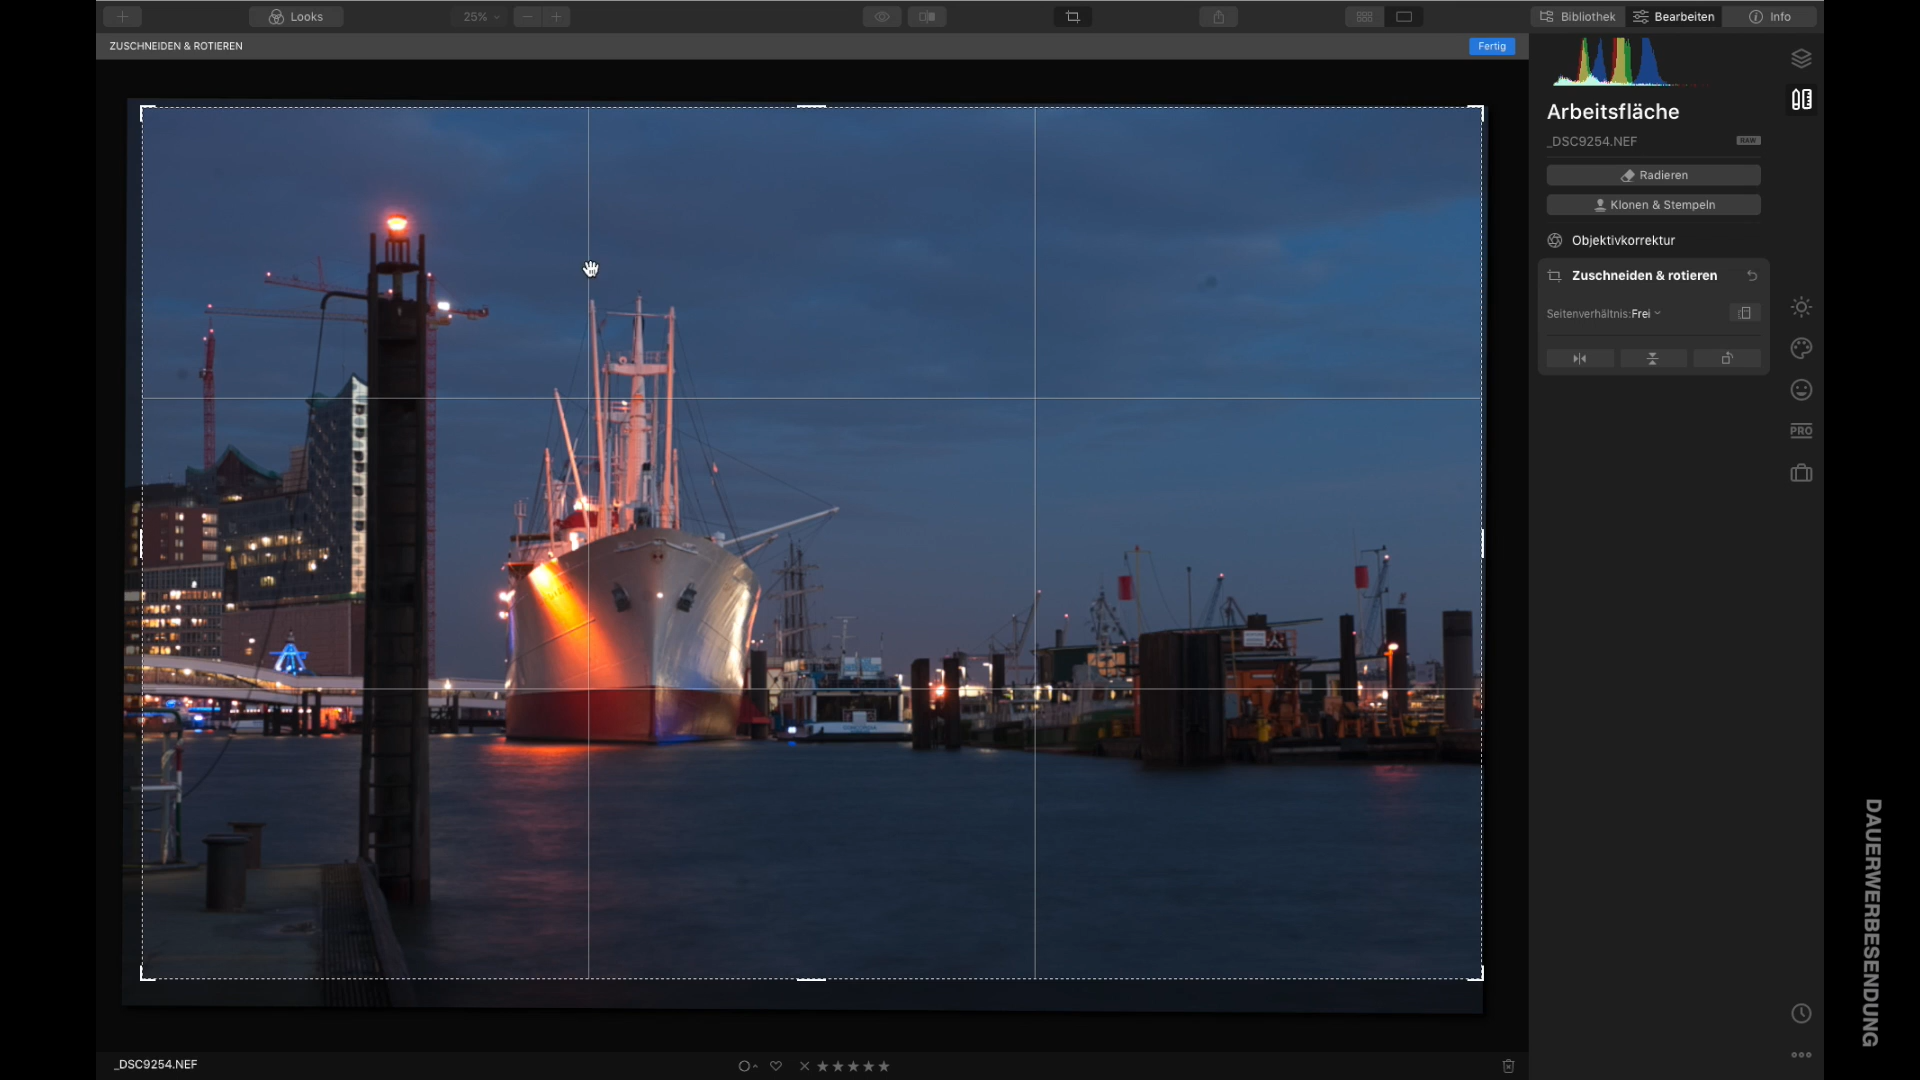 Looks
25%
Bibliothek
Bearbeiten
Info
ZUSCHNEIDEN & ROTIEREN
Fertig
Arbeitsfläche
_DSC9254.NEF
RAW
Radieren
Klonen & Stempeln
Objektivkorrektur
Zuschneiden & rotieren
Seitenverhältnis:Frei
PRO
DAUERWERBESENDUNG
_DSC9254.NEF